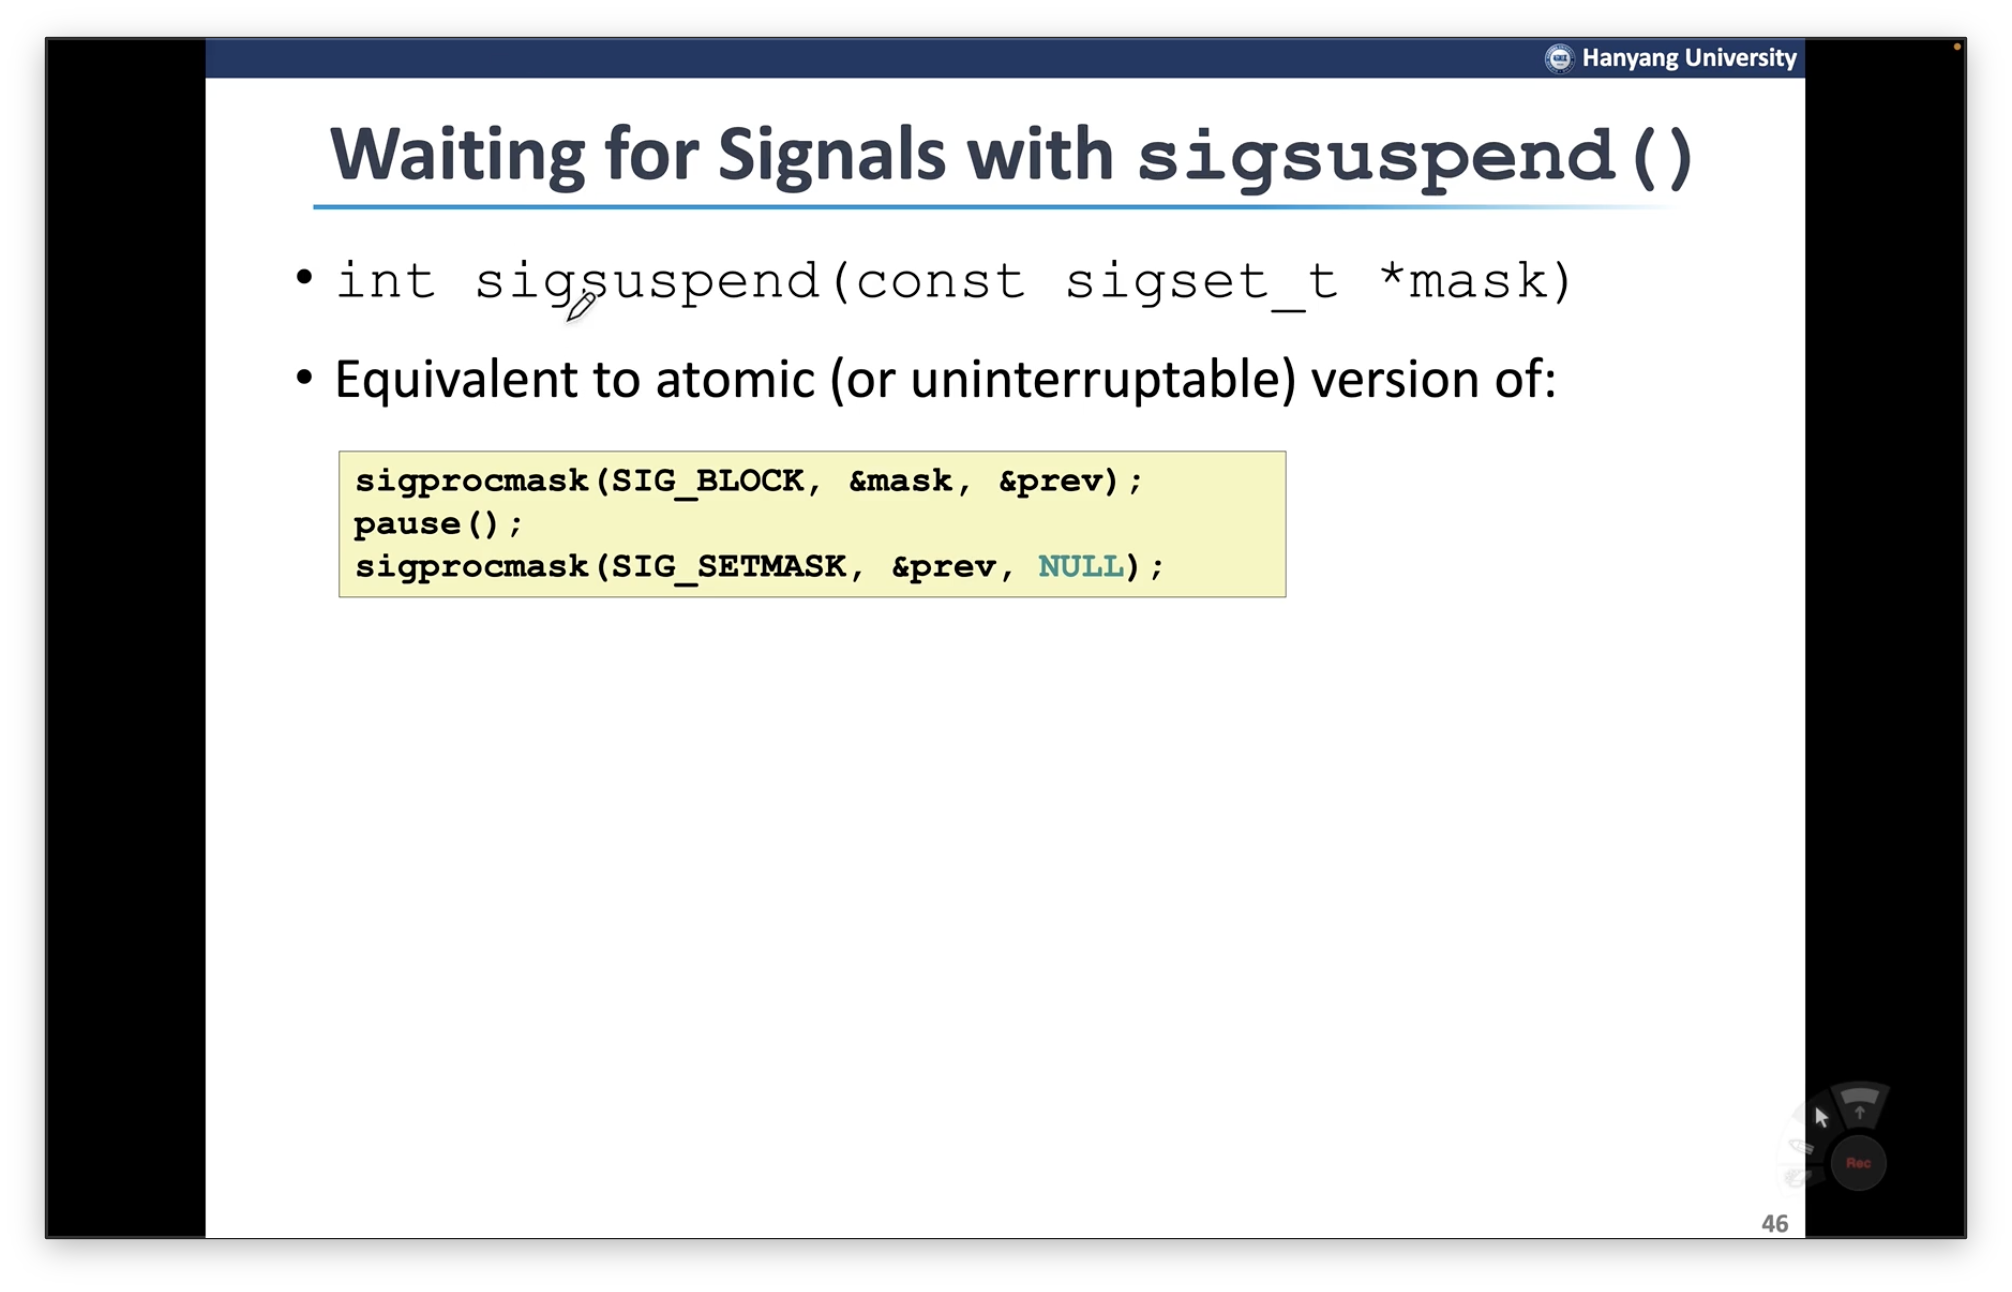 Hanyang University
Waiting for Signals with sigsuspend()
• int sigsuspend(const sigset_t *mask)
• Equivalent to atomic (or uninterruptable) version of:
sigprocmask(SIG_BLOCK, &mask, &prev);
pause();
sigprocmask(SIG_SETMASK, &prev, NULL);
Rec
46